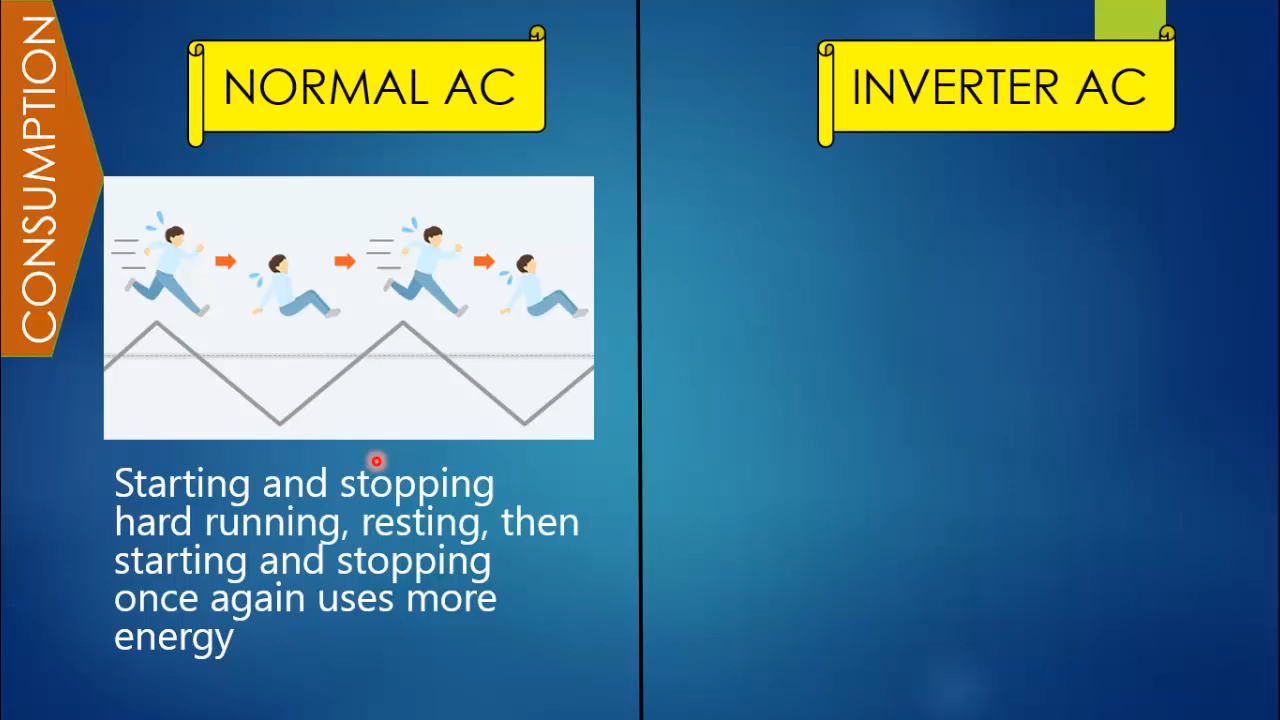 CONSUMPTION
NORMAL AC
INVERTER AC
Starting and stopping
hard running, resting, then
starting and stopping
once again uses more
energy